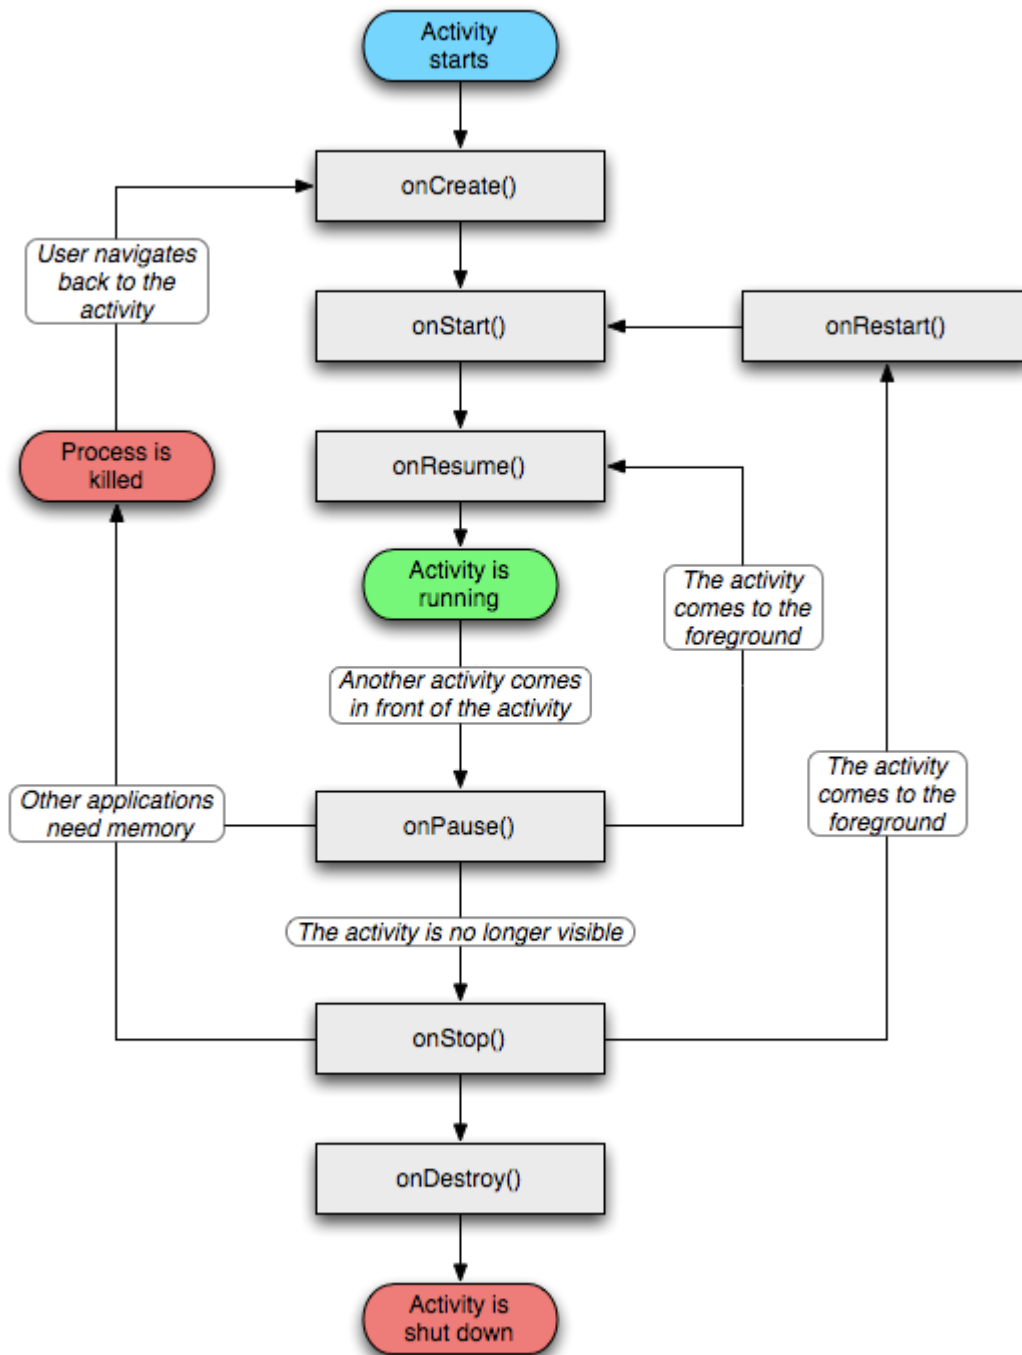 Activity
starts
onCreate()
User navigates
back to the
activity
onStart()
onRestart()
Process is
killed
onResume()
Activity is
running
The activity
comes to the
foreground
Another activity comes
in front of the activity
Other applications
need memory
onPause()
The activity
comes to the
foreground
The activity is no longer visible
onStop()
onDestroy()
Activity is
shut down